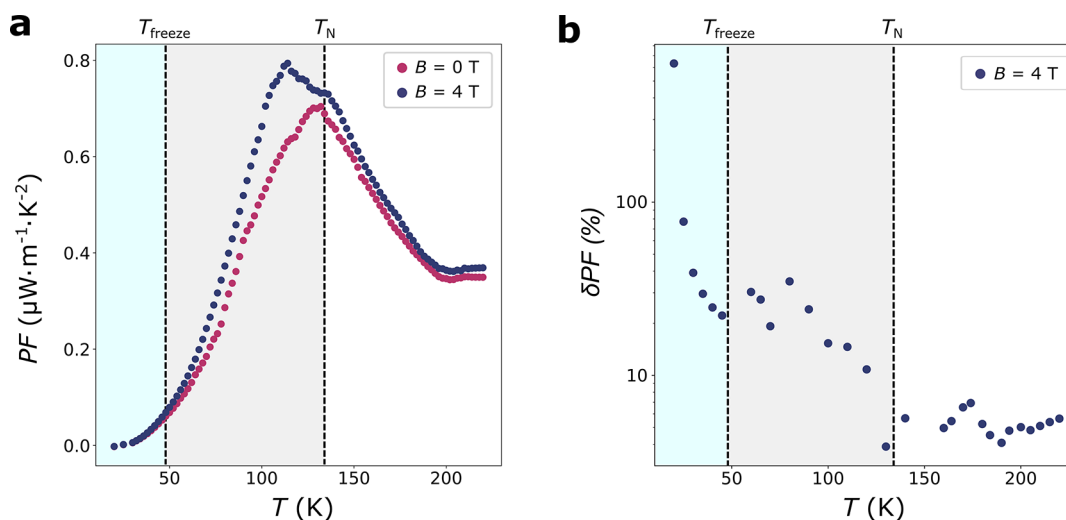 a
T_freeze
T_N
B = 0 T
B = 4 T
PF (μW·m⁻¹·K⁻²)
0.8
0.6
0.4
0.2
0.0
50
100
150
200
T (K)
b
T_freeze
T_N
B = 4 T
δPF (%)
100
10
50
100
150
200
T (K)